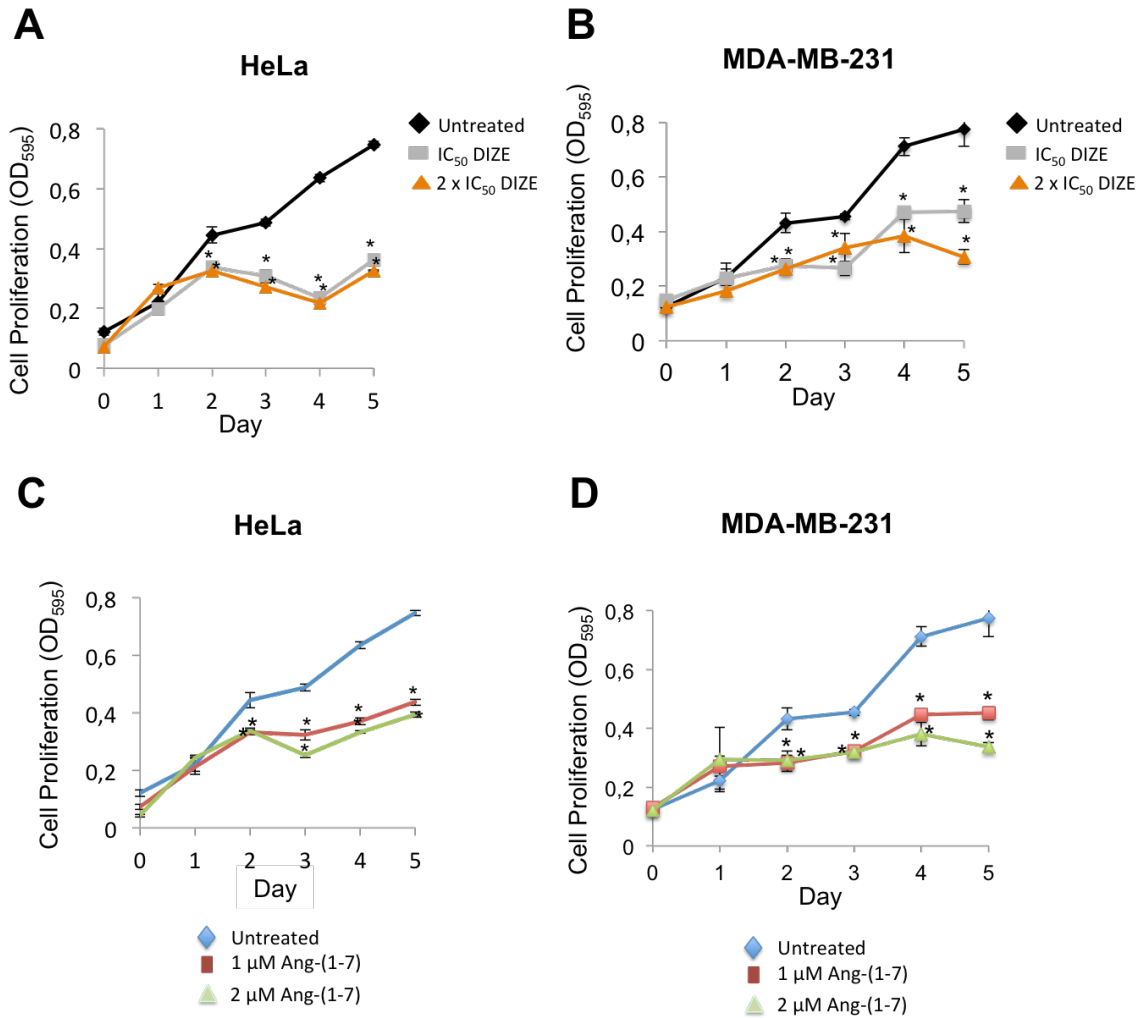 A
HeLa
Cell Proliferation (OD595)
0,8
0,6
0,4
0,2
0
0 1 2 3 4 5
Day
Untreated
IC50 DIZE
2 x IC50 DIZE
* * * * * * * *
B
MDA-MB-231
Cell Proliferation (OD595)
0,8
0,6
0,4
0,2
0
0 1 2 3 4 5
Day
Untreated
IC50 DIZE
2 x IC50 DIZE
* * * * * * * *
C
HeLa
Cell Proliferation (OD595)
0,8
0,6
0,4
0,2
0
0 1 2 3 4 5
Day
Untreated
1 µM Ang-(1-7)
2 µM Ang-(1-7)
* * * * * * * *
D
MDA-MB-231
Cell Proliferation (OD595)
0,8
0,6
0,4
0,2
0
0 1 2 3 4 5
Day
Untreated
1 µM Ang-(1-7)
2 µM Ang-(1-7)
* * * * * * * *